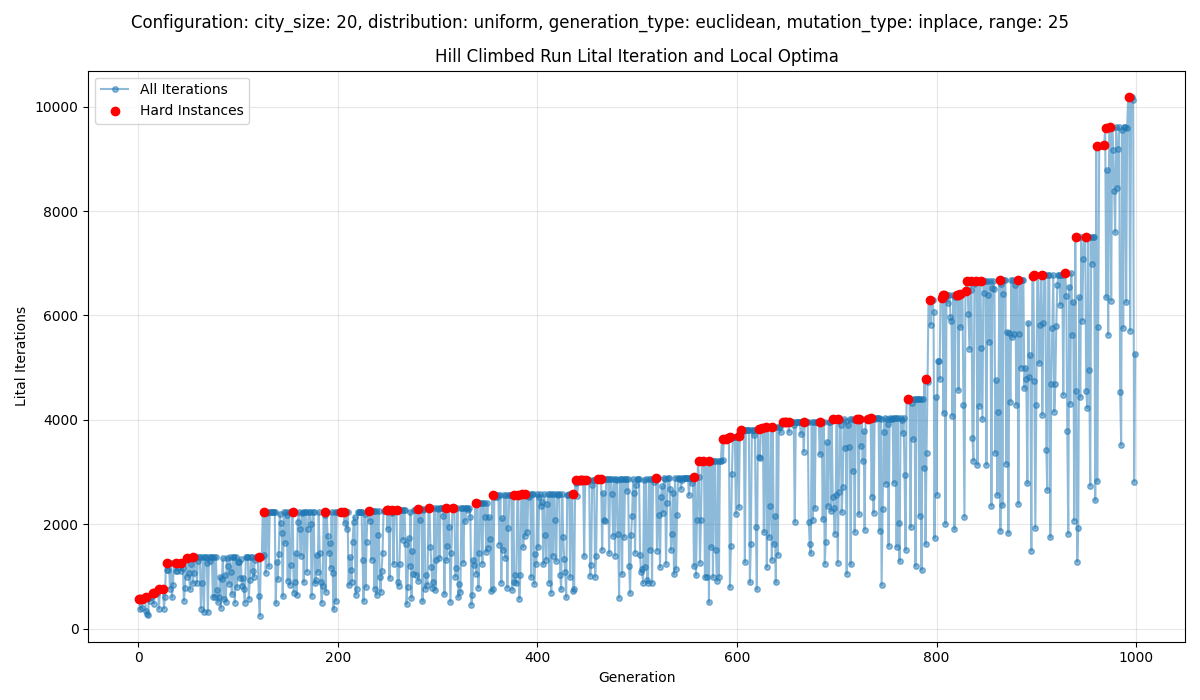 Configuration: city_size: 20, distribution: uniform, generation_type: euclidean, mutation_type: inplace, range: 25
Hill Climbed Run Lital Iteration and Local Optima
All Iterations
Hard Instances
10000
8000
6000
4000
2000
0
Lital Iterations
0 200 400 600 800 1000
Generation